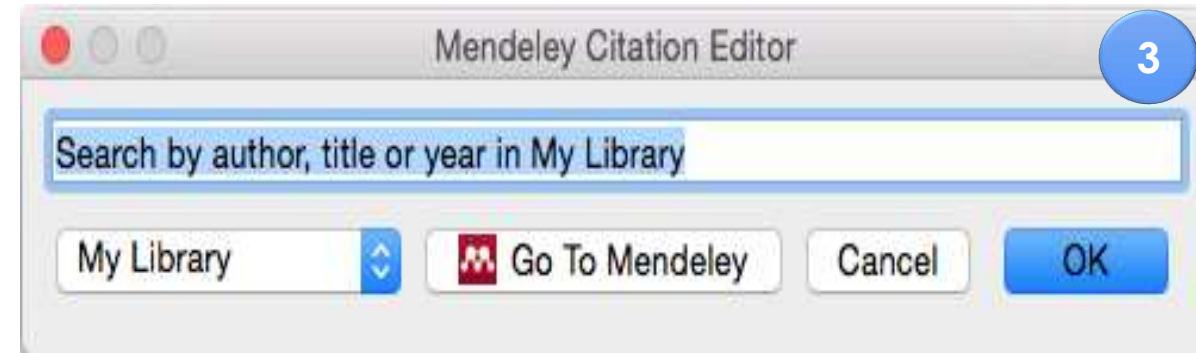 Mendeley Citation Editor
3
Search by author, title or year in My Library
My Library Go To Mendeley Cancel OK